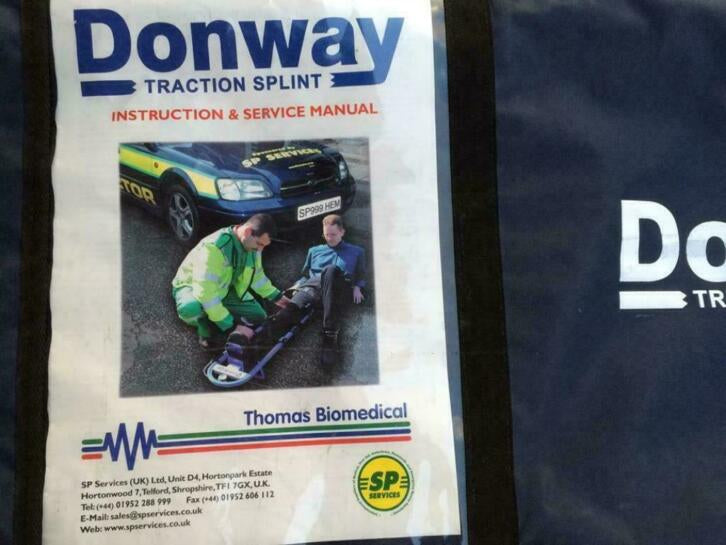 Donway
TRACTION SPLINT
INSTRUCTION & SERVICE MANUAL
SP SERVICES
SP999 HEM
Thomas Biomedical
SP Services (UK) Ltd, Unit D4, Hortonpark Estate
Hortonwood 7, Telford, Shropshire, TF1 7GX, U.K.
Tel: (+44) 01952 288 999 Fax (+44) 01952 606 112
E-Mail: sales@spservices.co.uk
Web: www.spservices.co.uk
SP
SERVICES
Do
TR